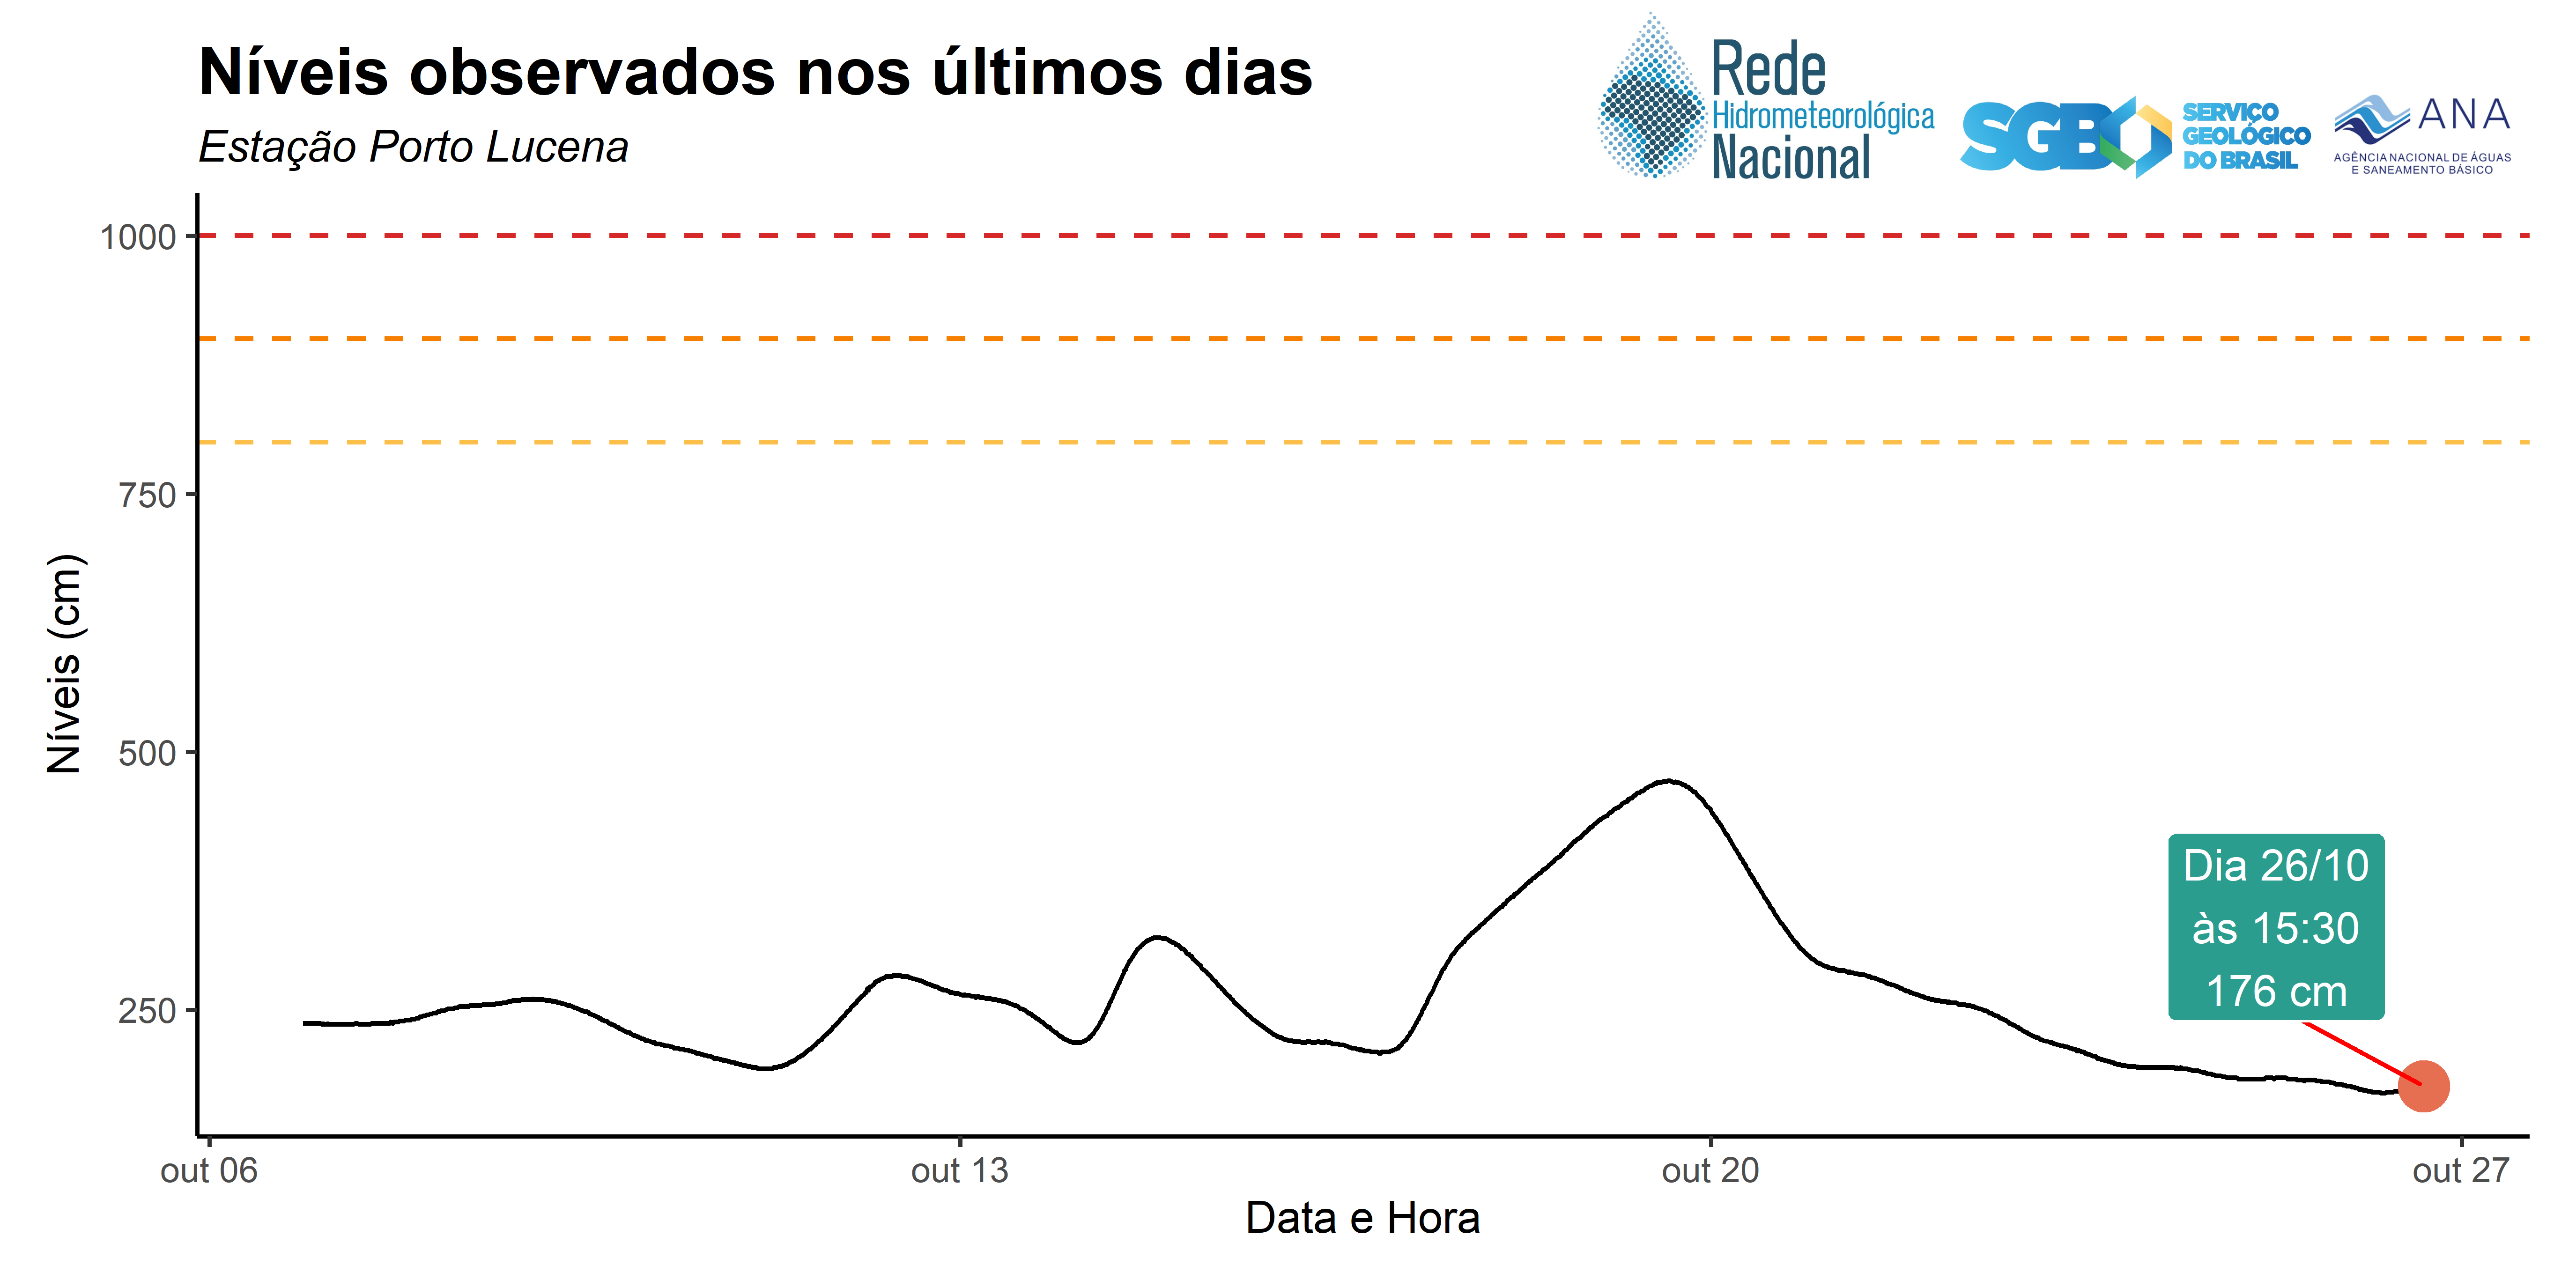 Níveis observados nos últimos dias
Estação Porto Lucena
Rede
Hidrometeorológica
Nacional
SGB
SERVIÇO
GEOLÓGICO
DO BRASIL
ANA
AGÊNCIA NACIONAL DE ÁGUAS
E SANEAMENTO BÁSICO
1000
750
500
250
Níveis (cm)
Dia 26/10
às 15:30
176 cm
out 06
out 13
out 20
out 27
Data e Hora